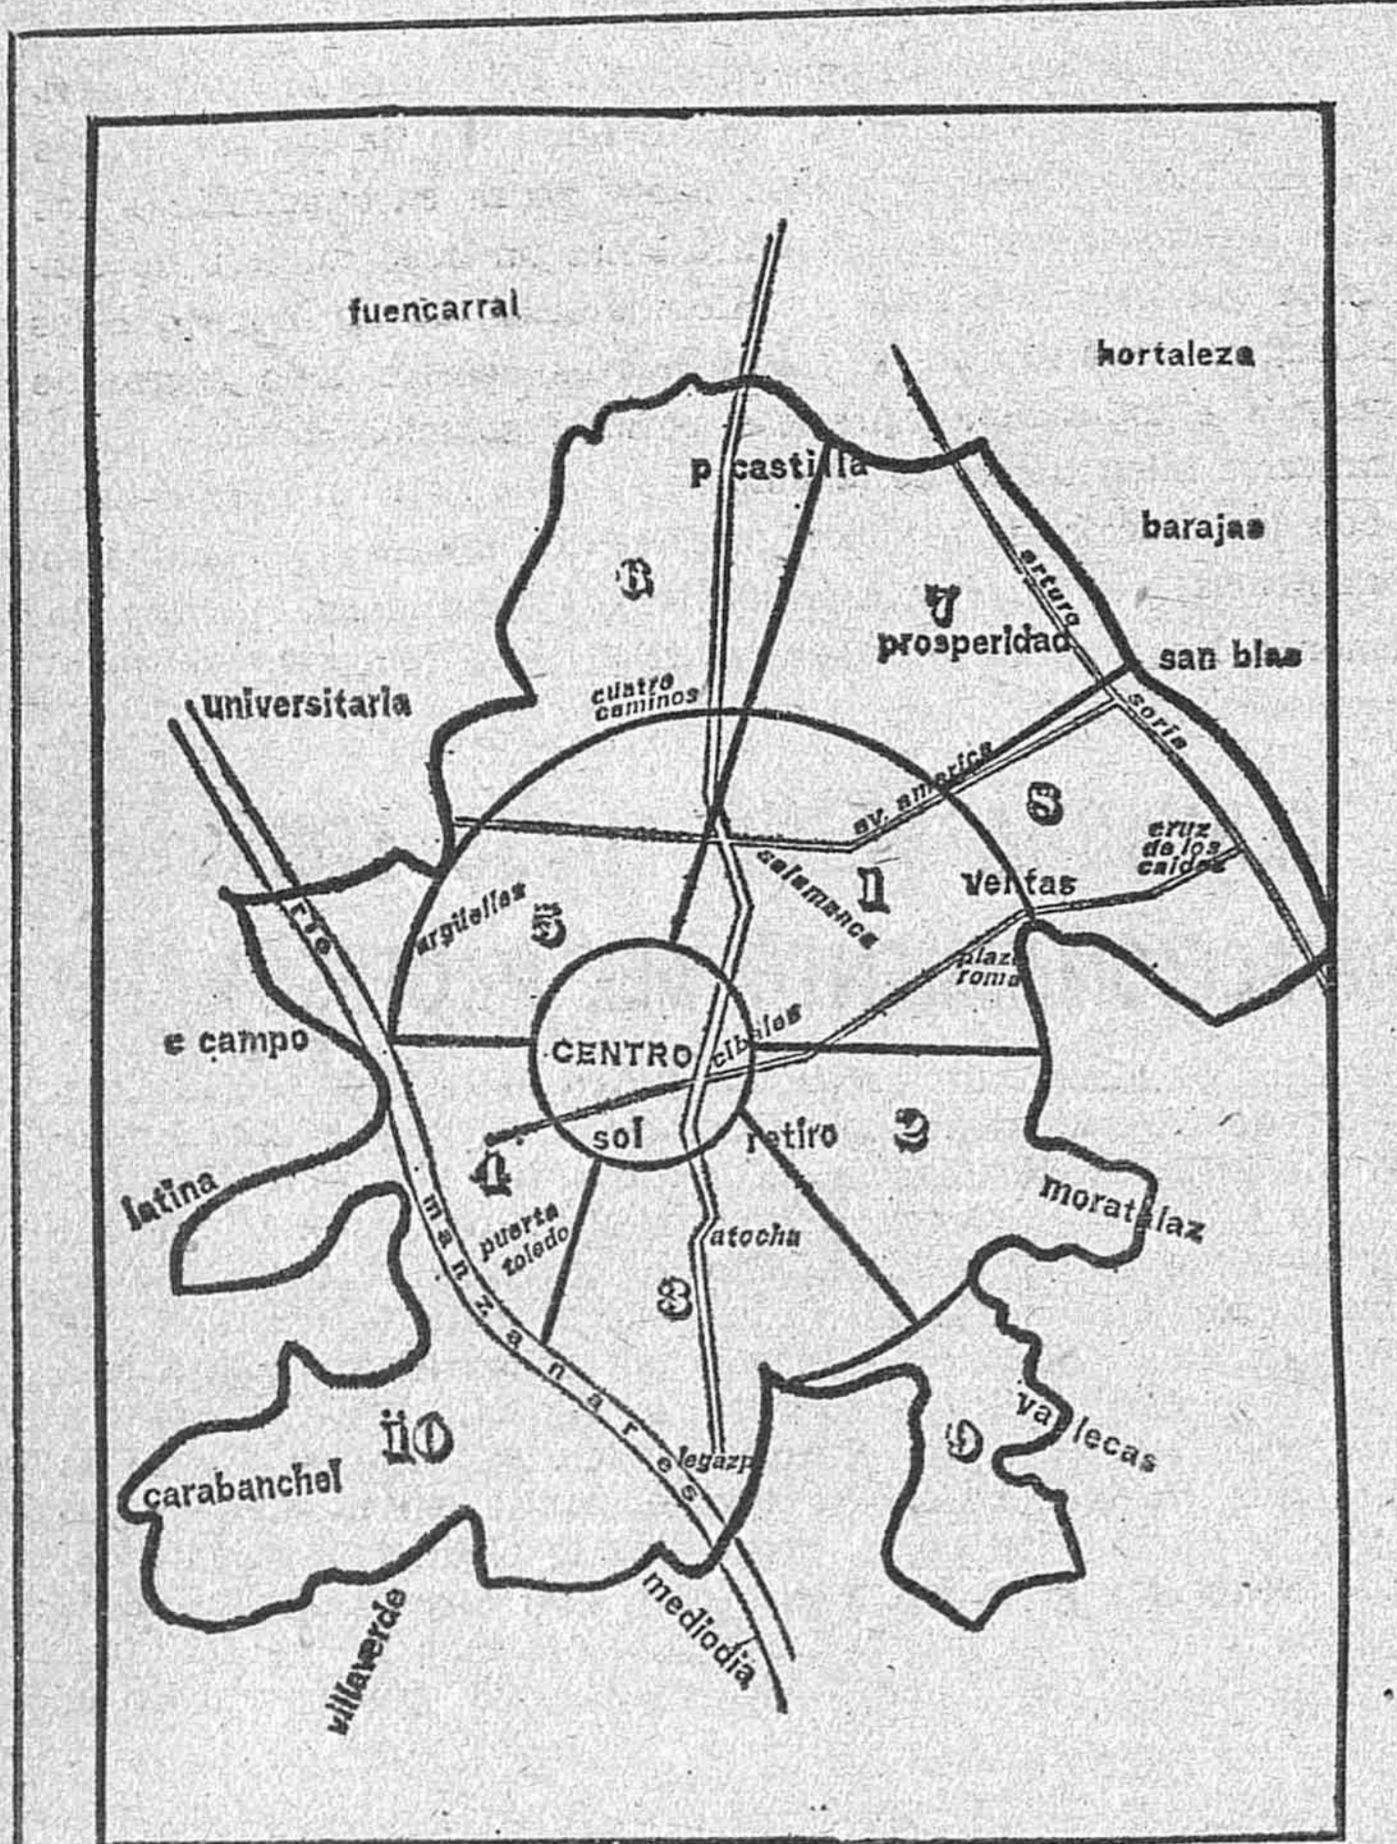 fuencarral
hortaleza
p castilla
barajas
arturo
6
7
prosperidad
san blas
cuatro
caminos
universitaria
soria
av. america
8
cruz
de los
caidos
salamanca
1
Ventas
argüelles
5
rio
plaza
roma
e campo
CENTRO
cibeles
sol
retiro
2
4
latina
manzanares
puerta
toledo
moratalaz
atocha
3
vallecas
10
9
legazpi
carabanchel
mediodia
villaverde